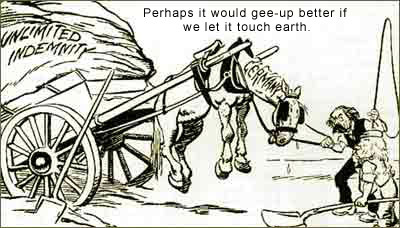 Perhaps it would gee-up better if
we let it touch earth.
UNLIMITED
INDEMNITY
GERMANY